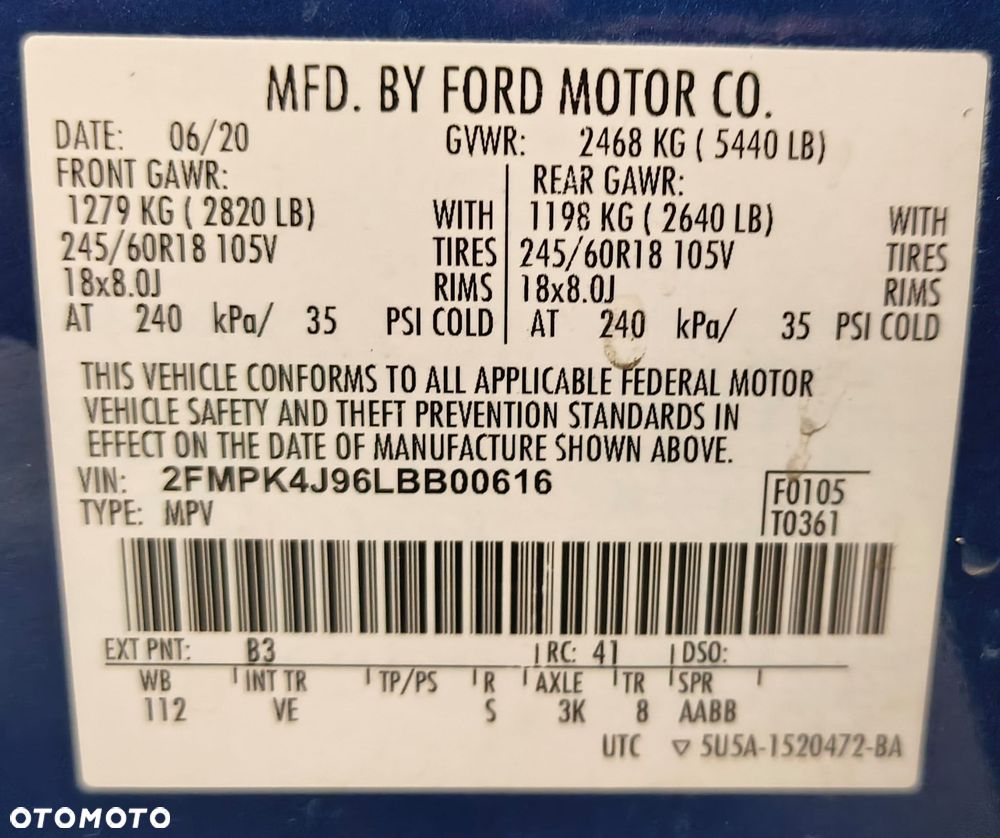 MFD. BY FORD MOTOR CO.
DATE: 06/20 GVWR: 2468 KG ( 5440 LB)
FRONT GAWR: REAR GAWR:
1279 KG ( 2820 LB) WITH 1198 KG ( 2640 LB) WITH
245/60R18 105V TIRES 245/60R18 105V TIRES
18x8.0J RIMS 18x8.0J RIMS
AT 240 kPa/ 35 PSI COLD AT 240 kPa/ 35 PSI COLD
THIS VEHICLE CONFORMS TO ALL APPLICABLE FEDERAL MOTOR
VEHICLE SAFETY AND THEFT PREVENTION STANDARDS IN
EFFECT ON THE DATE OF MANUFACTURE SHOWN ABOVE.
VIN: 2FMPK4J96LBB00616 F0105
TYPE: MPV T0361
EXT PNT: B3 RC: 41 DSO:
WB INT TR TP/PS R AXLE TR SPR
112 VE S 3K 8 AABB
UTC ▽ 5U5A-1520472-BA
OTOMOTO